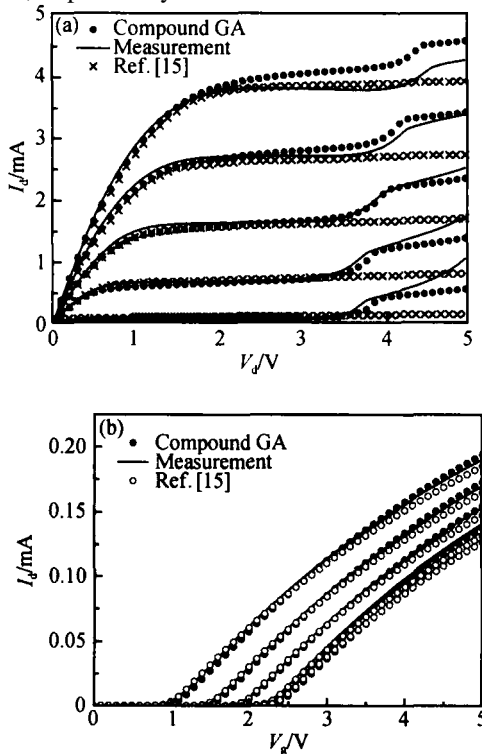 (a)
● Compound GA
— Measurement
× Ref. [15]
5
4
3
2
1
0
I_d/mA
1 2 3 4 5
V_d/V
(b)
● Compound GA
— Measurement
○ Ref. [15]
0.20
0.15
0.10
0.05
0
I_d/mA
1 2 3 4 5
V_g/V